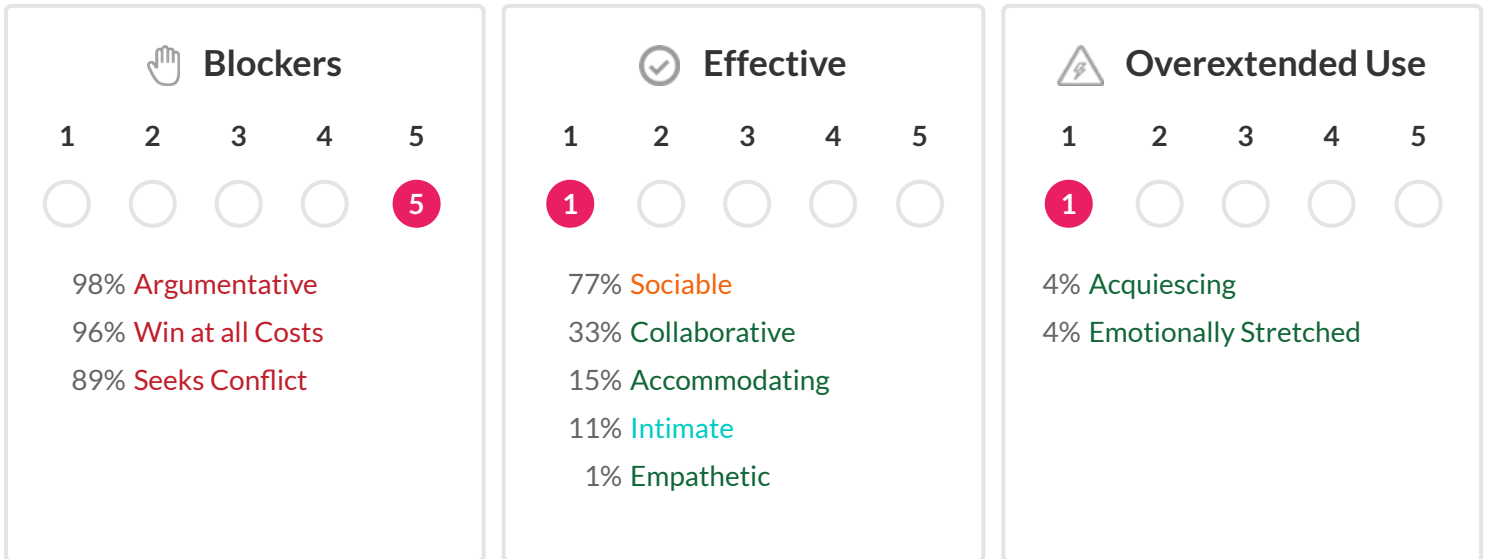 Blockers
1 2 3 4 5
5
98% Argumentative
96% Win at all Costs
89% Seeks Conflict
Effective
1 2 3 4 5
1
77% Sociable
33% Collaborative
15% Accommodating
11% Intimate
1% Empathetic
Overextended Use
1 2 3 4 5
1
4% Acquiescing
4% Emotionally Stretched